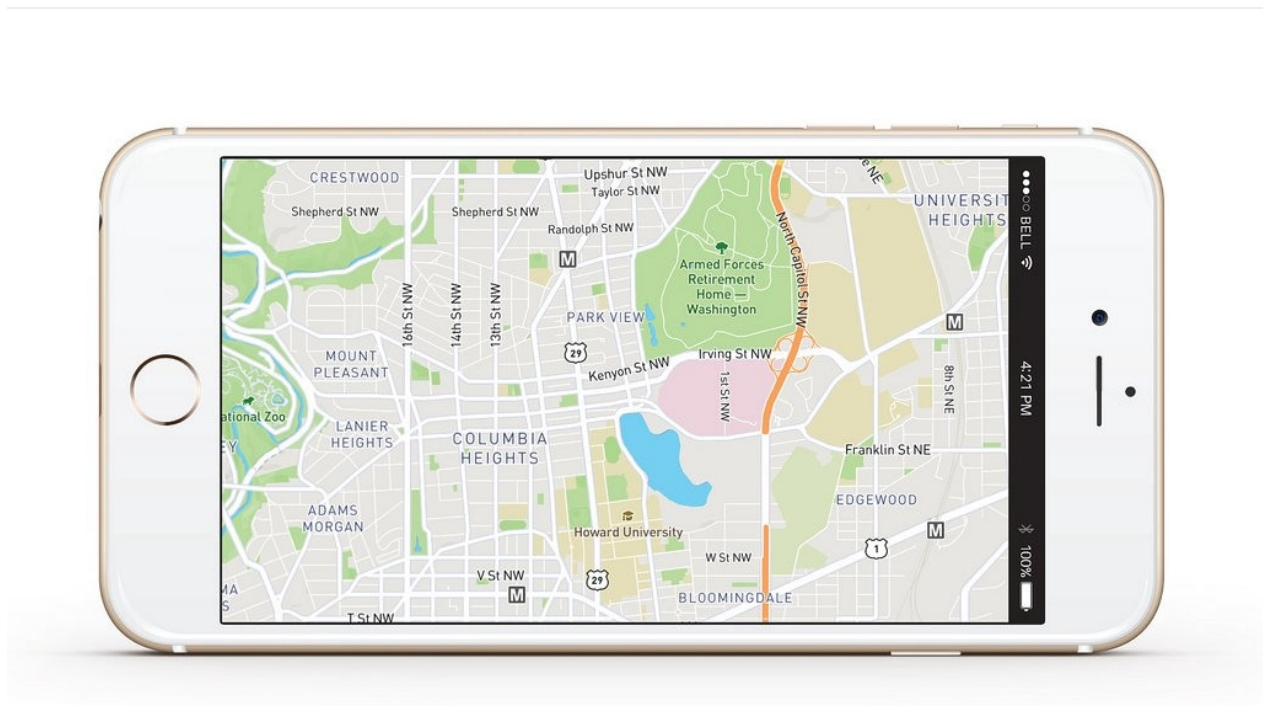 CRESTWOOD
Upshur St NW
Taylor St NW
Shepherd St NW
Shepherd St NW
Randolph St NW
M
UNIVERSIT
HEIGHTS
e NE
North Capitol St NW
Armed Forces
Retirement
Home —
Washington
16th St NW
14th St NW
13th St NW
PARK VIEW
M
29
MOUNT
PLEASANT
Kenyon St NW
Irving St NW
1st St NW
8th St NE
ational Zoo
EY
LANIER
HEIGHTS
COLUMBIA
HEIGHTS
Franklin St NE
ADAMS
MORGAN
EDGEWOOD
Howard University
M
1
W St NW
V St NW
29
M
BLOOMINGDALE
MA
S
T St NW
BELL
4:21 PM
100%